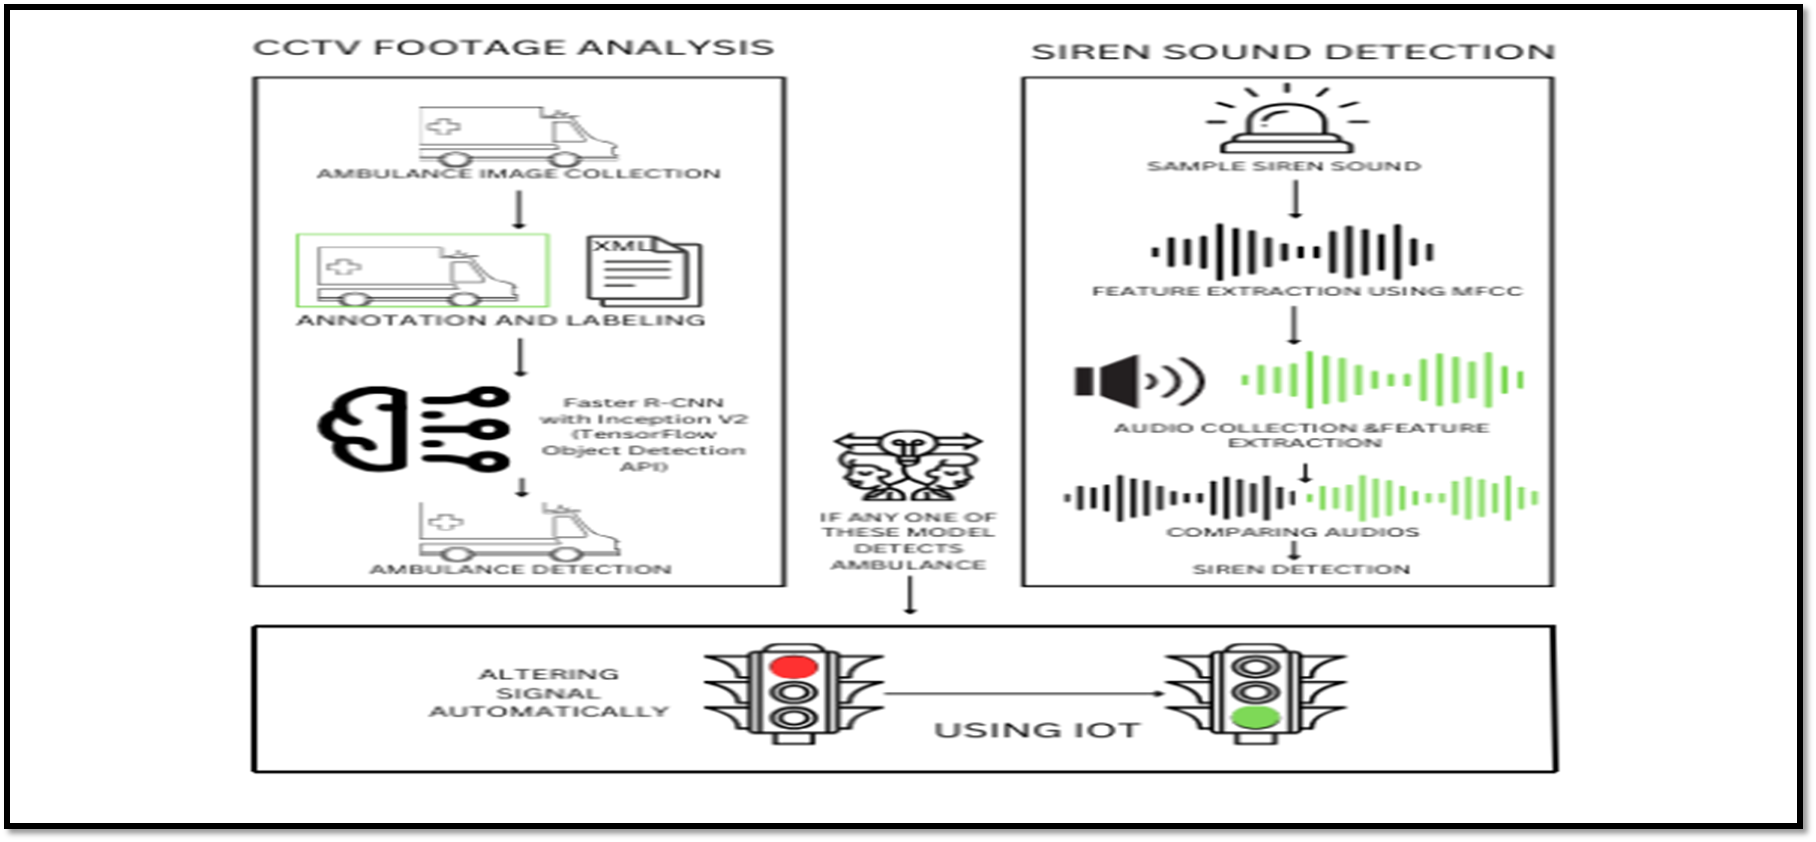 CCTV FOOTAGE ANALYSIS
AMBULANCE IMAGE COLLECTION
XML
ANNOTATION AND LABELING
Faster R-CNN
with Inception V2
(TensorFlow
Object Detection
API)
AMBULANCE DETECTION
SIREN SOUND DETECTION
SAMPLE SIREN SOUND
FEATURE EXTRACTION USING MFCC
AUDIO COLLECTION &FEATURE
EXTRACTION
COMPARING AUDIOS
SIREN DETECTION
IF ANY ONE OF
THESE MODEL
DETECTS
AMBULANCE
ALTERING
SIGNAL
AUTOMATICALLY
USING IOT